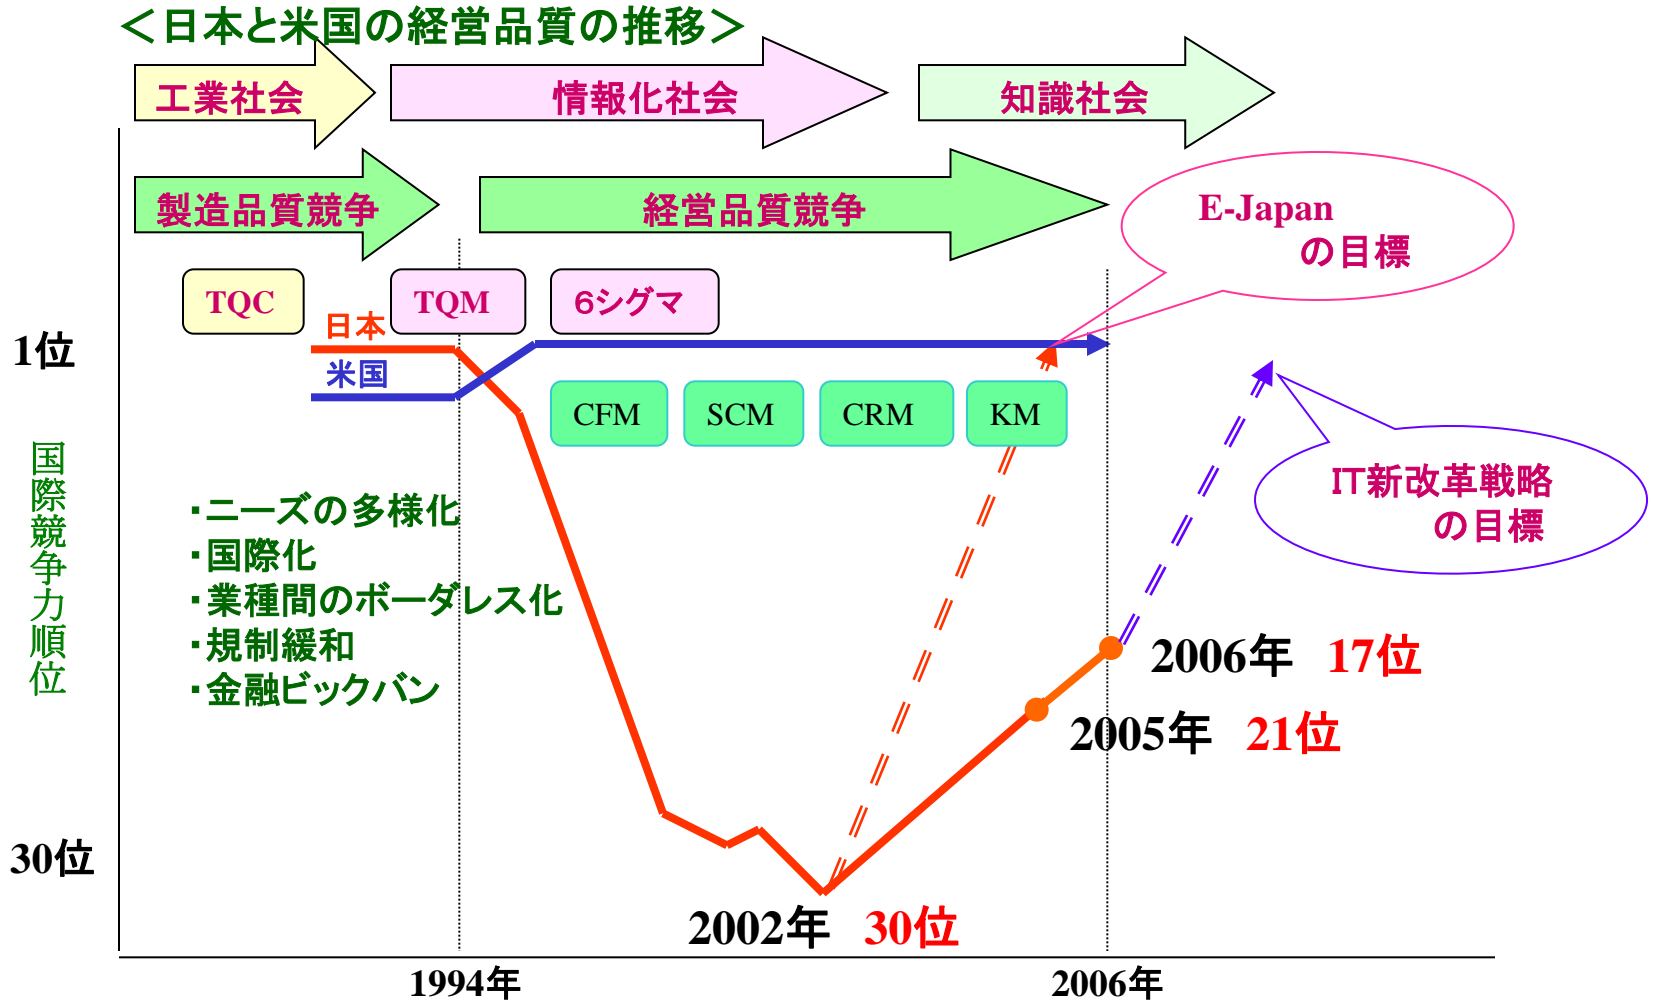 ＜日本と米国の経営品質の推移＞
工業社会
情報化社会
知識社会
製造品質競争
経営品質競争
E-Japan
の目標
TQC
TQM
６シグマ
日本
1位
米国
CFM
SCM
CRM
KM
国際競争力順位
IT新改革戦略
の目標
・ニーズの多様化
・国際化
・業種間のボーダレス化
・規制緩和
・金融ビックバン
2006年 17位
2005年 21位
30位
2002年 30位
1994年
2006年